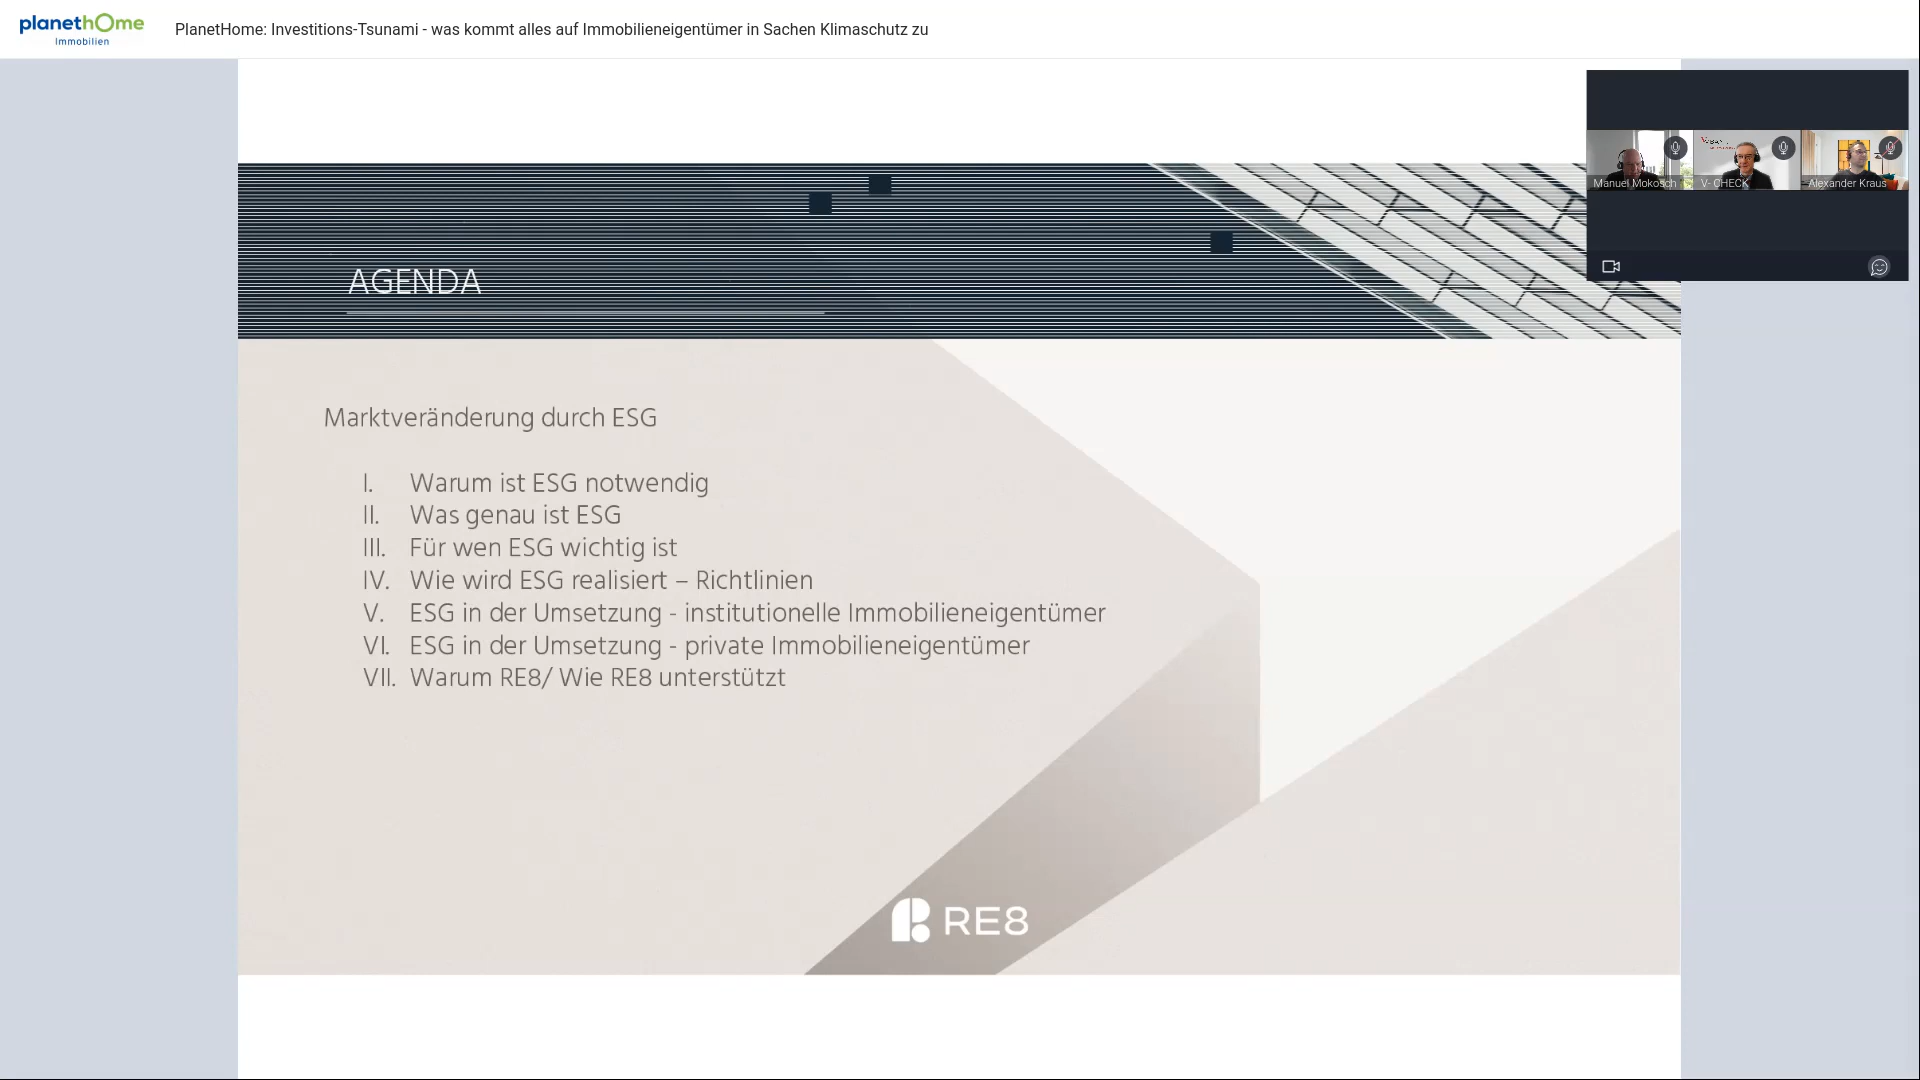 planethome
Immobilien
PlanetHome: Investitions-Tsunami - was kommt alles auf Immobilieneigentümer in Sachen Klimaschutz zu
Manuel Mokosch
V- CHECK
Alexander Kraus
AGENDA
Marktveränderung durch ESG
I. Warum ist ESG notwendig
II. Was genau ist ESG
III. Für wen ESG wichtig ist
IV. Wie wird ESG realisiert – Richtlinien
V. ESG in der Umsetzung - institutionelle Immobilieneigentümer
VI. ESG in der Umsetzung - private Immobilieneigentümer
VII. Warum RE8/ Wie RE8 unterstützt
RE8